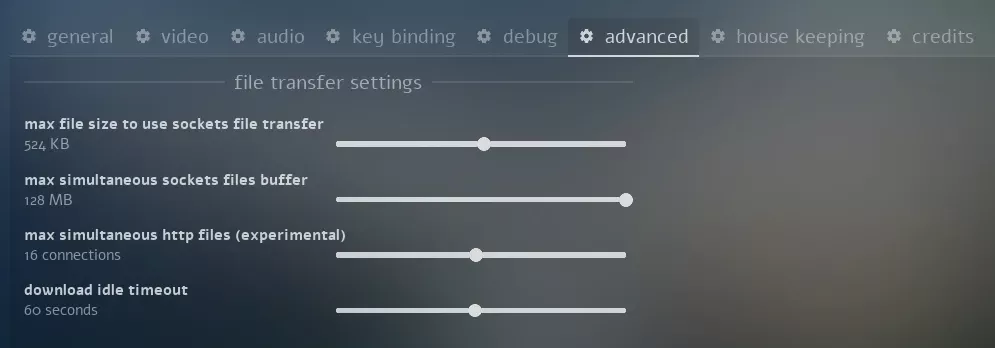 general video audio key binding debug advanced house keeping credits
file transfer settings
max file size to use sockets file transfer
524 KB
max simultaneous sockets files buffer
128 MB
max simultaneous http files (experimental)
16 connections
download idle timeout
60 seconds